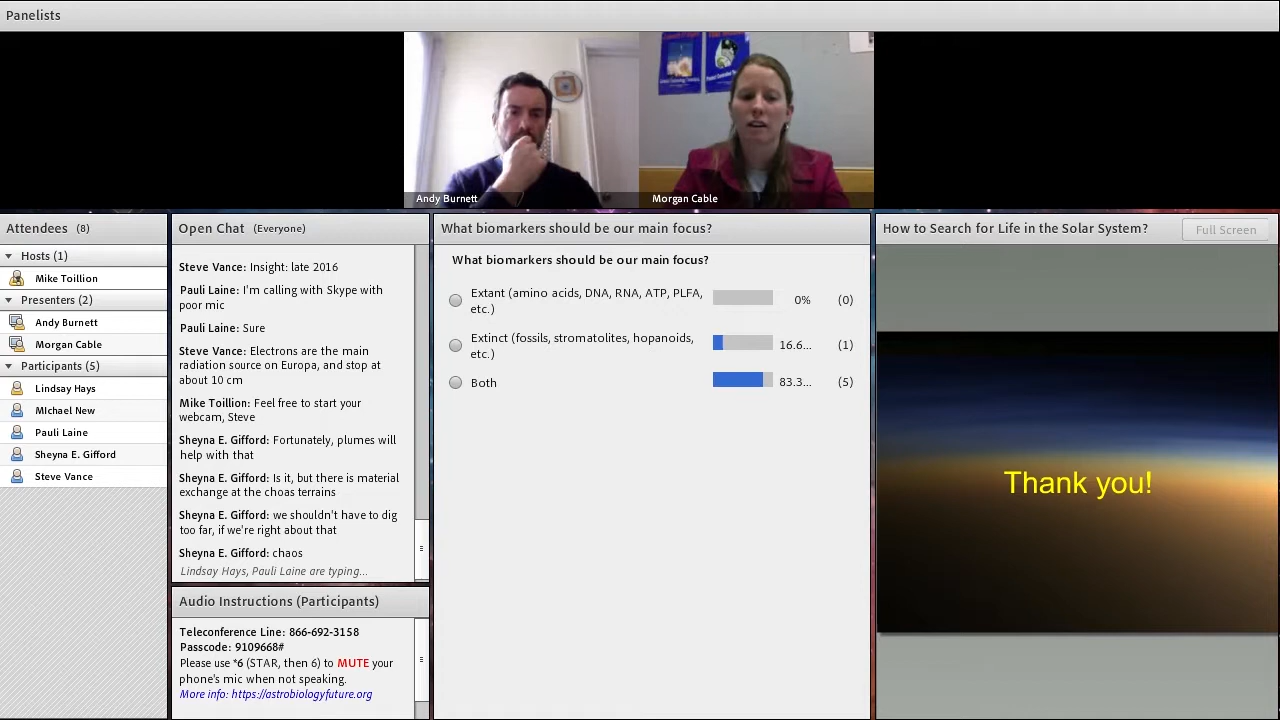 Panelists
Andy Burnett
Morgan Cable
Attendees (8)
Hosts (1)
Mike Toillion
Presenters (2)
Andy Burnett
Morgan Cable
Participants (5)
Lindsay Hays
MIchael New
Pauli Laine
Sheyna E. Gifford
Steve Vance
Open Chat (Everyone)
Steve Vance: Insight: late 2016
Pauli Laine: I'm calling with Skype with
poor mic
Pauli Laine: Sure
Steve Vance: Electrons are the main
radiation source on Europa, and stop at
about 10 cm
Mike Toillion: Feel free to start your
webcam, Steve
Sheyna E. Gifford: Fortunately, plumes will
help with that
Sheyna E. Gifford: Is it, but there is material
exchange at the choas terrains
Sheyna E. Gifford: we shouldn't have to dig
too far, if we're right about that
Sheyna E. Gifford: chaos
Lindsay Hays, Pauli Laine are typing...
Audio Instructions (Participants)
Teleconference Line: 866-692-3158
Passcode: 9109668#
Please use *6 (STAR, then 6) to MUTE your
phone's mic when not speaking.
More info: https://astrobiologyfuture.org
What biomarkers should be our main focus?
What biomarkers should be our main focus?
Extant (amino acids, DNA, RNA, ATP, PLFA,
etc.)
0% (0)
Extinct (fossils, stromatolites, hopanoids,
etc.)
16.6... (1)
Both 83.3... (5)
How to Search for Life in the Solar System? Full Screen
Thank you!